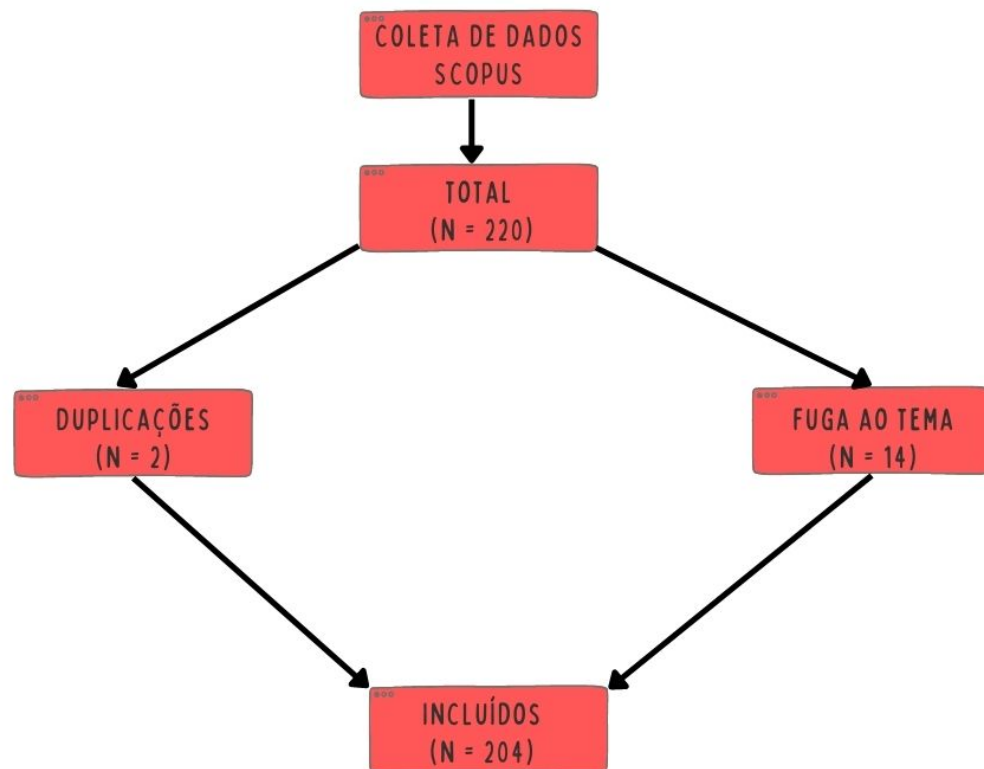 COLETA DE DADOS
SCOPUS
TOTAL
(N = 220)
DUPLICAÇÕES
(N = 2)
FUGA AO TEMA
(N = 14)
INCLUÍDOS
(N = 204)